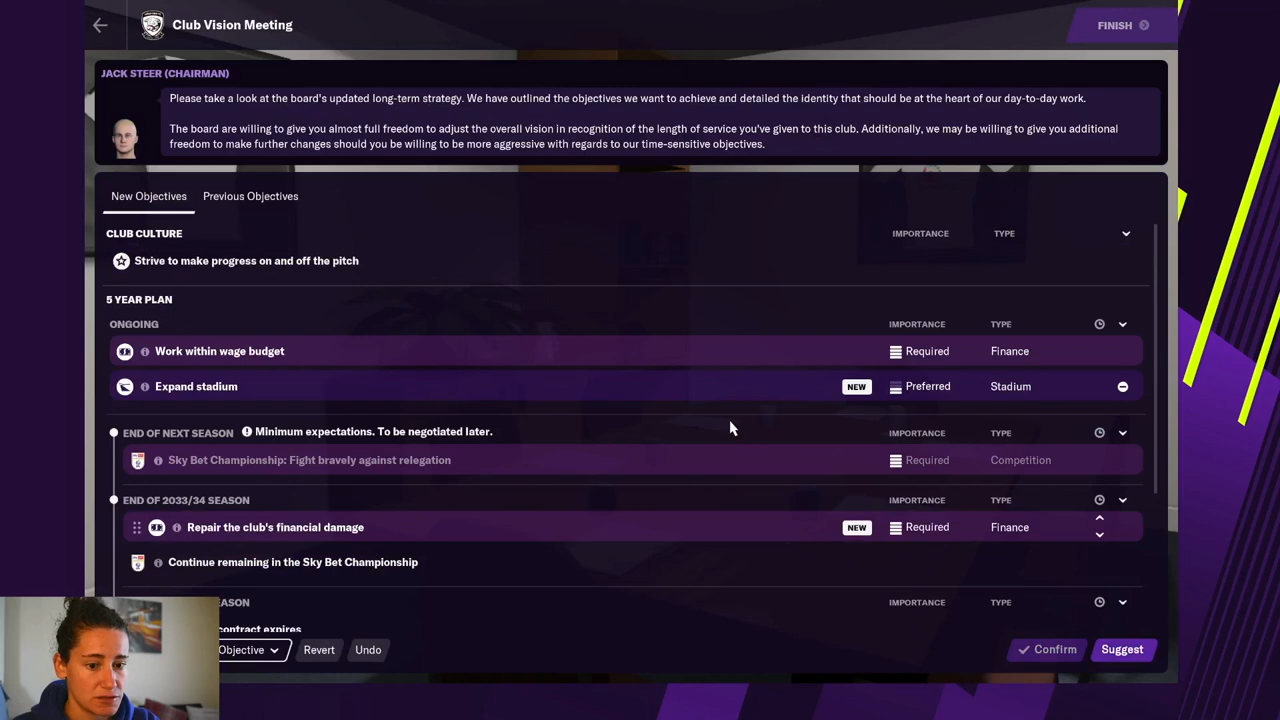 Club Vision Meeting
FINISH
JACK STEER (CHAIRMAN)
Please take a look at the board's updated long-term strategy. We have outlined the objectives we want to achieve and detailed the identity that should be at the heart of our day-to-day work.
The board are willing to give you almost full freedom to adjust the overall vision in recognition of the length of service you've given to this club. Additionally, we may be willing to give you additional
freedom to make further changes should you be willing to be more aggressive with regards to our time-sensitive objectives.
New Objectives Previous Objectives
CLUB CULTURE IMPORTANCE TYPE
Strive to make progress on and off the pitch
5 YEAR PLAN
ONGOING IMPORTANCE TYPE
Work within wage budget Required Finance
Expand stadium NEW Preferred Stadium
END OF NEXT SEASON Minimum expectations. To be negotiated later. IMPORTANCE TYPE
Sky Bet Championship: Fight bravely against relegation Required Competition
END OF 2033/34 SEASON IMPORTANCE TYPE
Repair the club's financial damage NEW Required Finance
Continue remaining in the Sky Bet Championship
EASON IMPORTANCE TYPE
contract expires
Objective Revert Undo Confirm Suggest